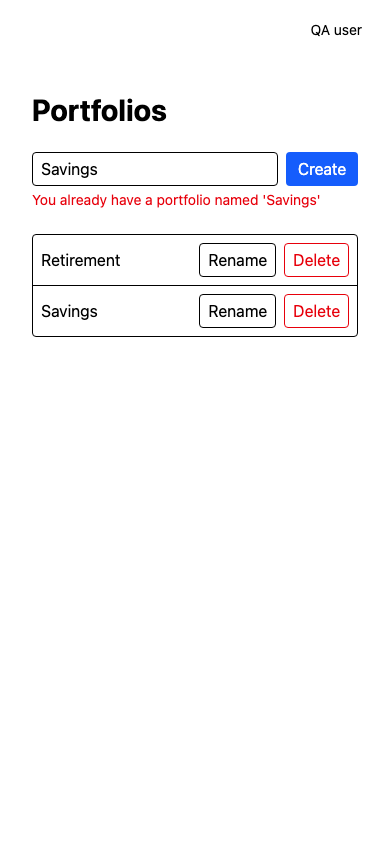 QA user
Portfolios
Savings Create
You already have a portfolio named 'Savings'
Retirement Rename Delete
Savings Rename Delete